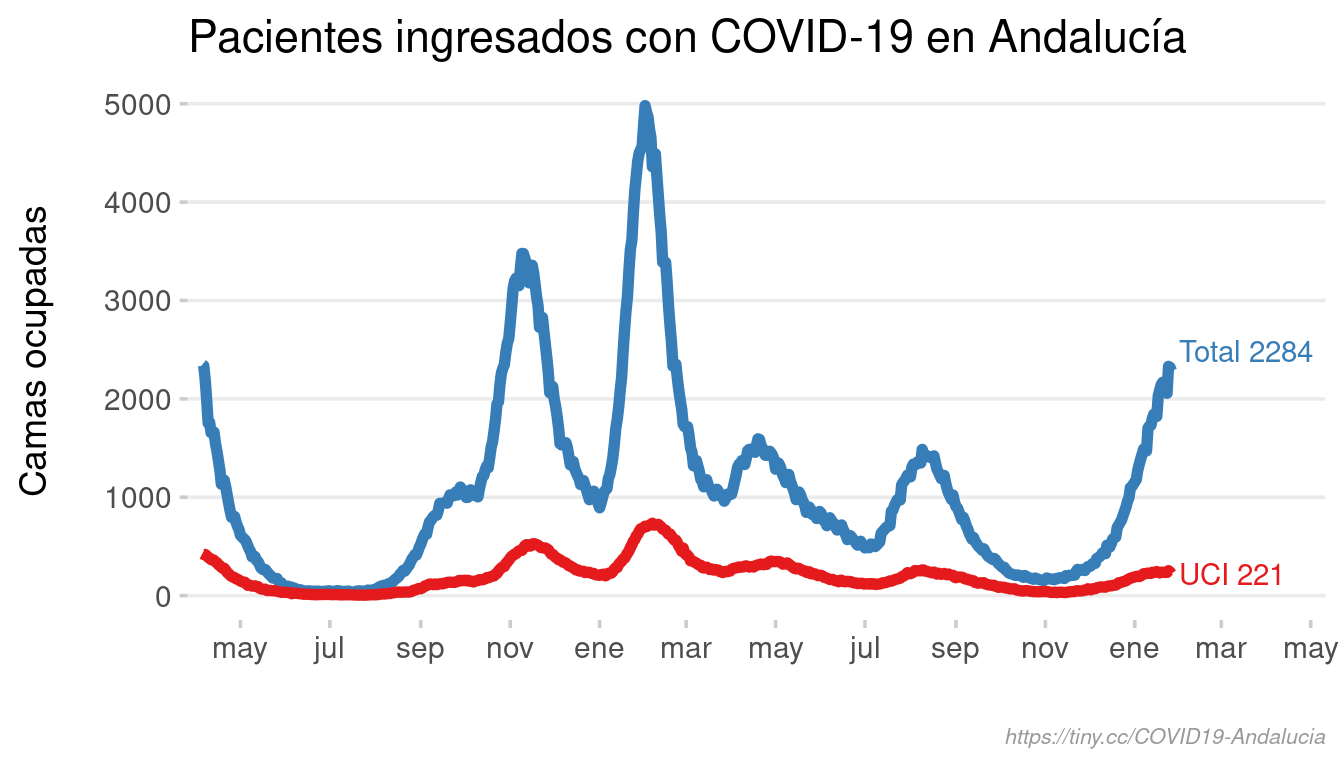 Pacientes ingresados con COVID-19 en Andalucía
Camas ocupadas
5000
4000
3000
2000
1000
0
Total 2284
UCI 221
may jul sep nov ene mar may jul sep nov ene mar may
https://tiny.cc/COVID19-Andalucia